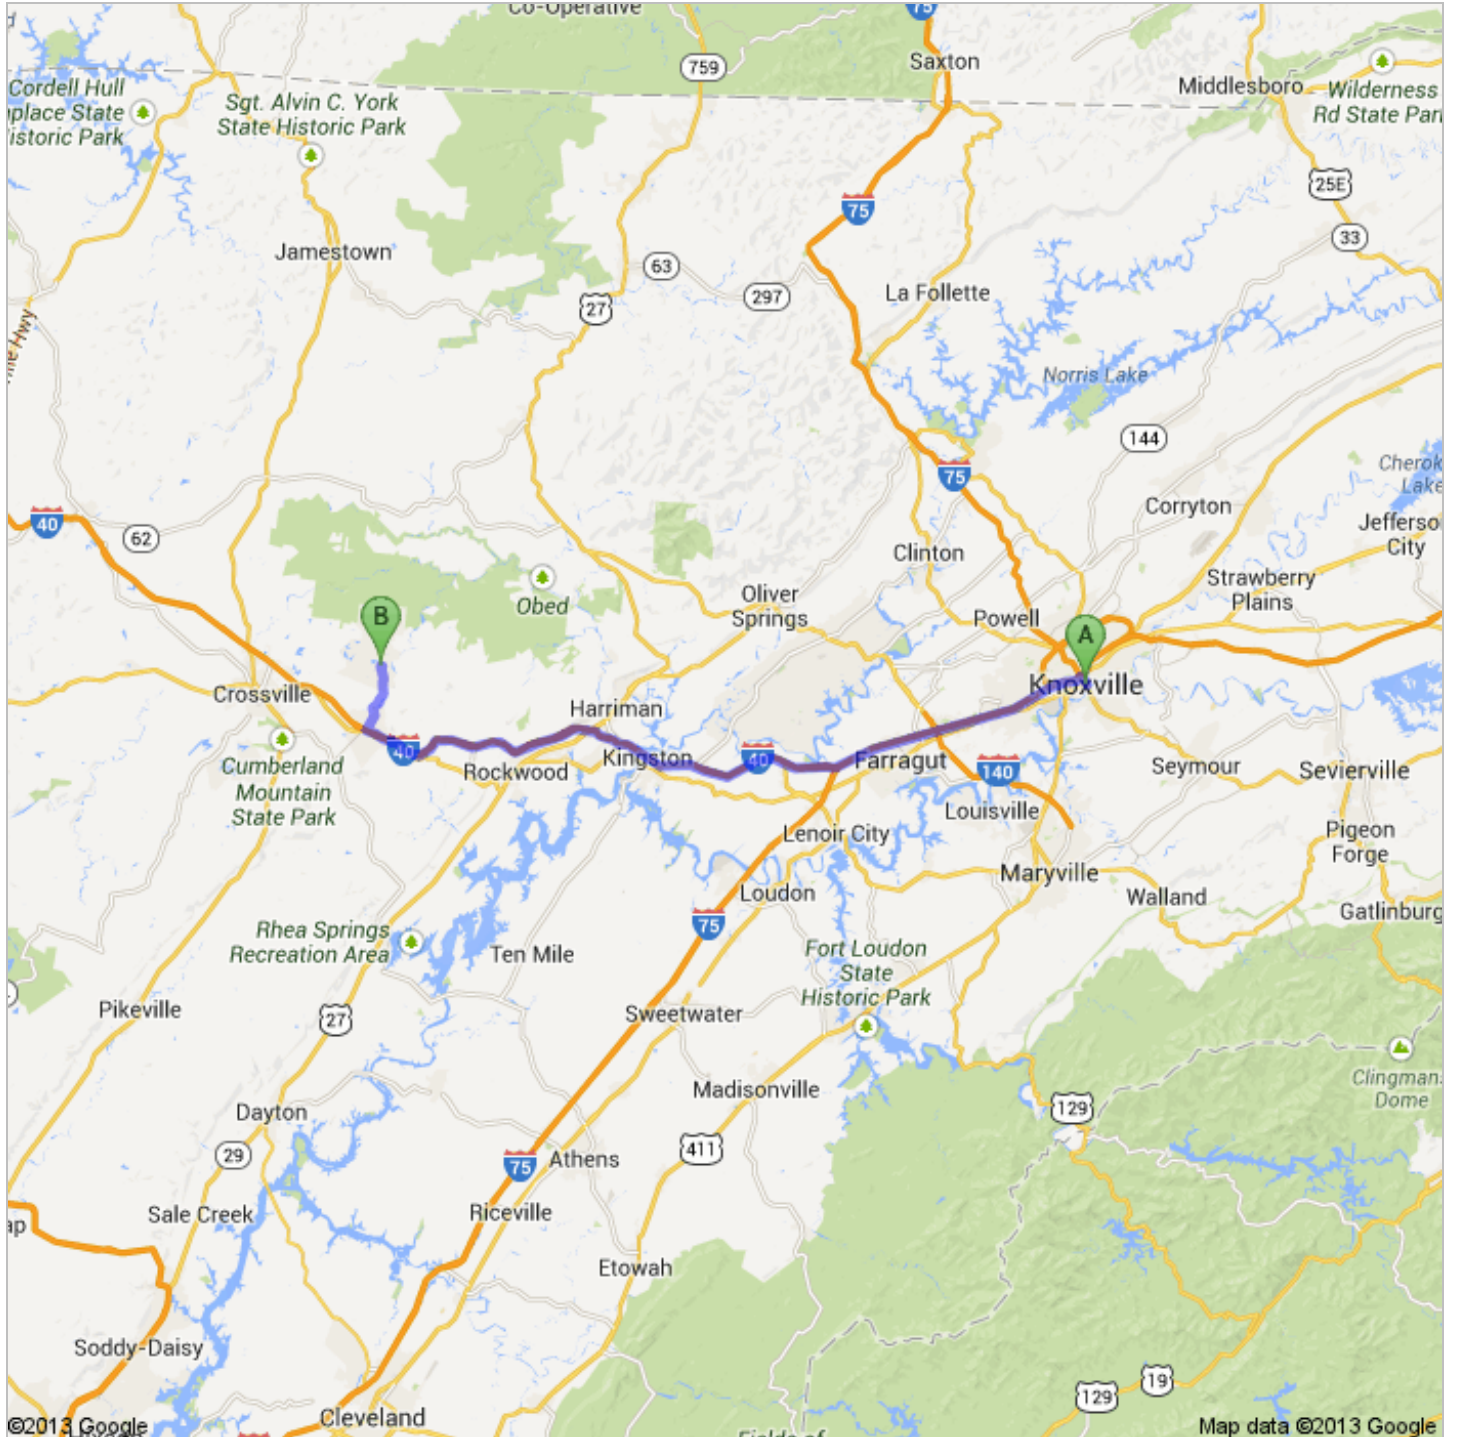 Co-Operative
75
759
Saxton
Middlesboro
Wilderness
Rd State Par
Cordell Hull
place State
istoric Park
Sgt. Alvin C. York
State Historic Park
75
25E
33
Jamestown
63
297
27
La Follette
Norris Lake
144
Cherok
Lake
75
Corryton
Jefferso
City
40
62
Clinton
Strawberry
Plains
Obed
Oliver
Springs
Powell
B
A
Knoxville
Crossville
Harriman
40
Rockwood
Kingston
40
Farragut
140
Seymour
Sevierville
Cumberland
Mountain
State Park
Louisville
Lenoir City
Pigeon
Forge
Maryville
Loudon
Walland
Gatlinburg
75
Rhea Springs
Recreation Area
Ten Mile
Fort Loudon
State
Historic Park
Pikeville
27
Sweetwater
Madisonville
Clingman
Dome
129
Dayton
29
411
75
Athens
ap
Sale Creek
Riceville
Etowah
Soddy-Daisy
129
19
Cleveland
©2013 Google
Map data ©2013 Google
Fields of